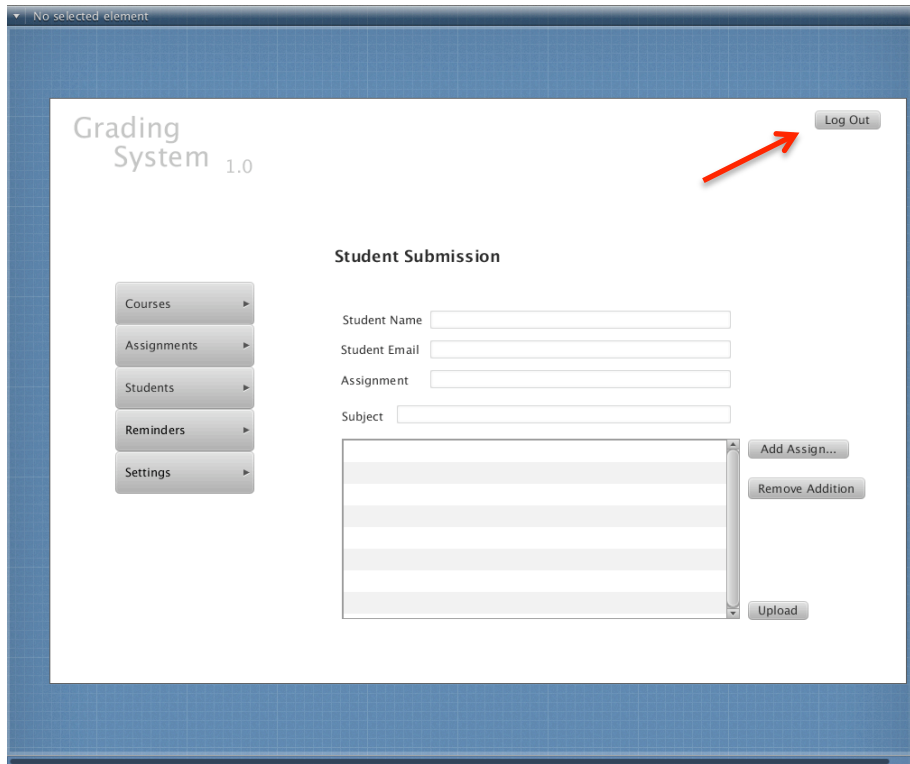 No selected element
Grading
System 1.0
Log Out
Student Submission
Courses
Assignments
Students
Reminders
Settings
Student Name
Student Email
Assignment
Subject
Add Assign...
Remove Addition
Upload